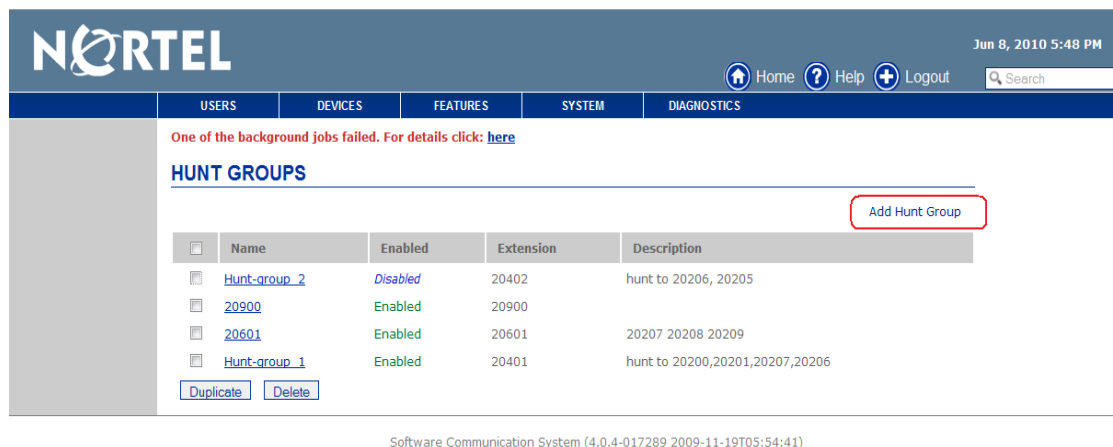 NORTEL
Jun 8, 2010 5:48 PM
Home Help Logout Search
USERS DEVICES FEATURES SYSTEM DIAGNOSTICS
One of the background jobs failed. For details click: here
HUNT GROUPS
Add Hunt Group
Name Enabled Extension Description
Hunt-group_2 Disabled 20402 hunt to 20206, 20205
20900 Enabled 20900
20601 Enabled 20601 20207 20208 20209
Hunt-group_1 Enabled 20401 hunt to 20200,20201,20207,20206
Duplicate Delete
Software Communication System (4.0.4-017289 2009-11-19T05:54:41)